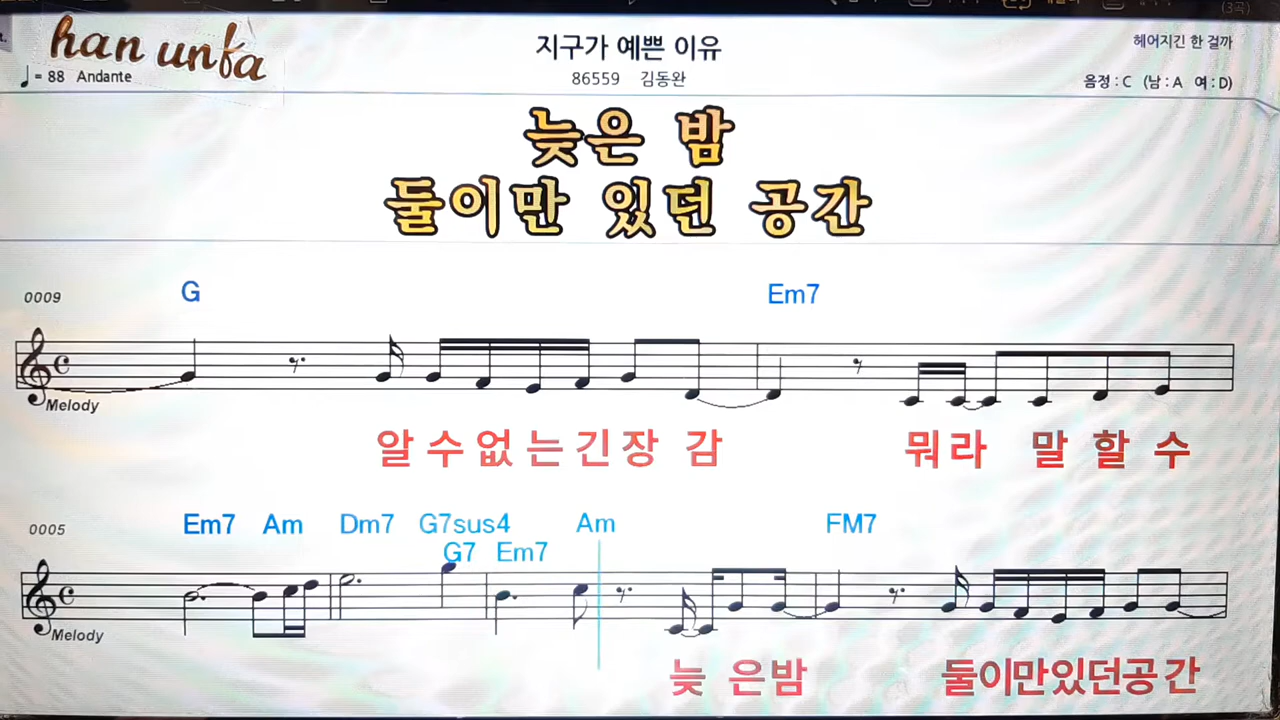 han unfa
지구가 예쁜 이유
헤어지긴 한 걸까
♩= 88 Andante
86559 김동완
음정 : C (남 : A 여 : D)
늦은 밤
둘이만 있던 공간
0009
G Em7
Melody
알 수 없 는 긴 장 감 뭐 라 말 할 수
0005
Em7 Am Dm7 G7sus4 Am FM7
G7 Em7
Melody
늦 은 밤 둘이만있던공간